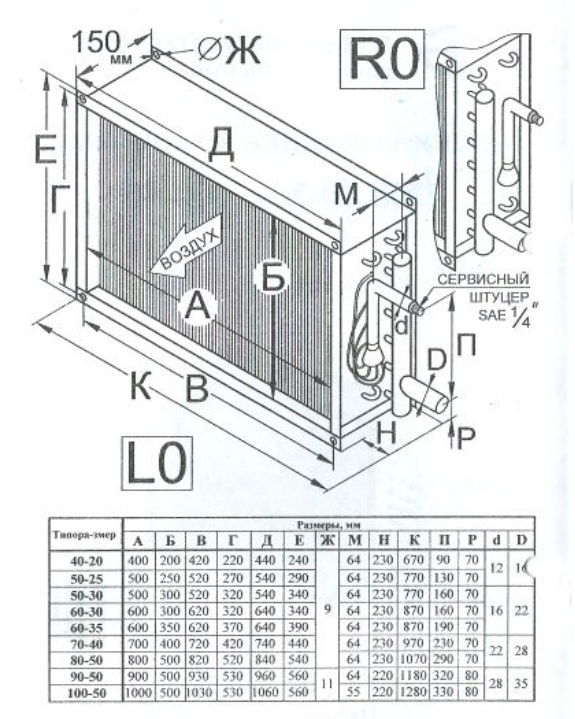 150 мм
⌀Ж
R0
Д
М
Е
Г
ВОЗДУХ
Б
А
d
СЕРВИСНЫЙ
ШТУЦЕР
SAE 1/4"
П
D
К
В
Н
Р
L0
Типора-змер Размеры, мм
А Б В Г Д Е Ж М Н К П Р d D
40-20 400 200 420 220 440 240 9 64 230 670 90 70 12
50-25 500 250 520 270 540 290 64 230 770 130 70
50-30 500 300 520 320 540 340 64 230 770 160 70 16 22
60-30 600 300 620 320 640 340 64 230 870 160 70
60-35 600 350 620 370 640 390 64 230 870 190 70
70-40 700 400 720 420 740 440 64 230 970 230 70 22 28
80-50 800 500 820 520 840 540 64 230 1070 290 70
90-50 900 500 930 530 960 560 11 64 220 1180 320 80 28 35
100-50 1000 500 1030 530 1060 560 55 220 1280 330 80